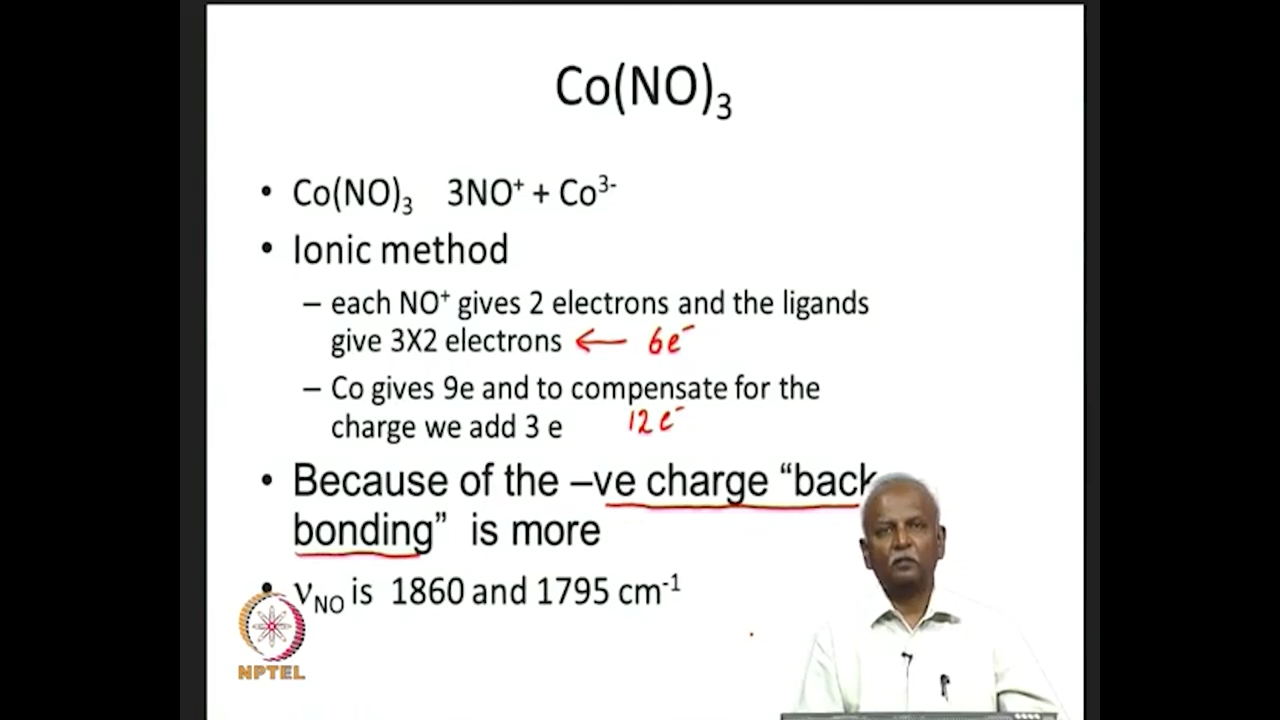 Co(NO)₃
• Co(NO)₃ 3NO⁺ + Co³⁻
• Ionic method
– each NO⁺ gives 2 electrons and the ligands
give 3X2 electrons ← 6e⁻
– Co gives 9e and to compensate for the
charge we add 3 e 12e⁻
• Because of the –ve charge “back
bonding” is more
• νNO is 1860 and 1795 cm⁻¹
NPTEL